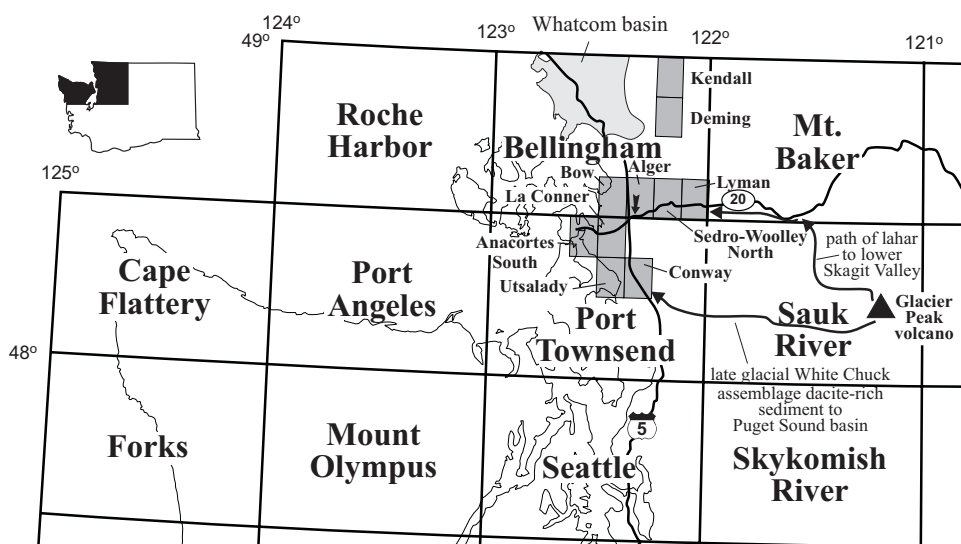 124°
49°
123°
Whatcom basin
122°
121°
Kendall
Deming
Roche
Harbor
Mt.
Baker
Bellingham
Alger
Bow
Lyman
125°
La Conner
20
Anacortes
South
Sedro-Woolley
North
path of lahar
to lower
Skagit Valley
Cape
Flattery
Port
Angeles
Utsalady
Conway
Glacier
Peak
volcano
Port
Townsend
Sauk
River
48°
late glacial White Chuck
assemblage dacite-rich
sediment to
Puget Sound basin
5
Forks
Mount
Olympus
Seattle
Skykomish
River